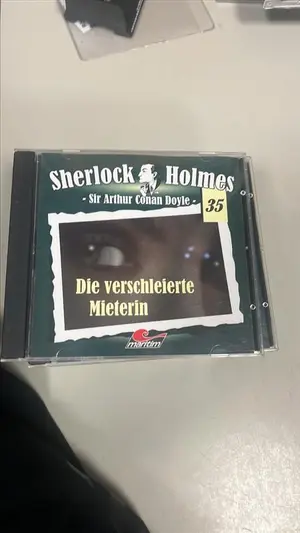 Sherlock Holmes
- Sir Arthur Conan Doyle -
35
Die verschleierte
Mieterin
maritim